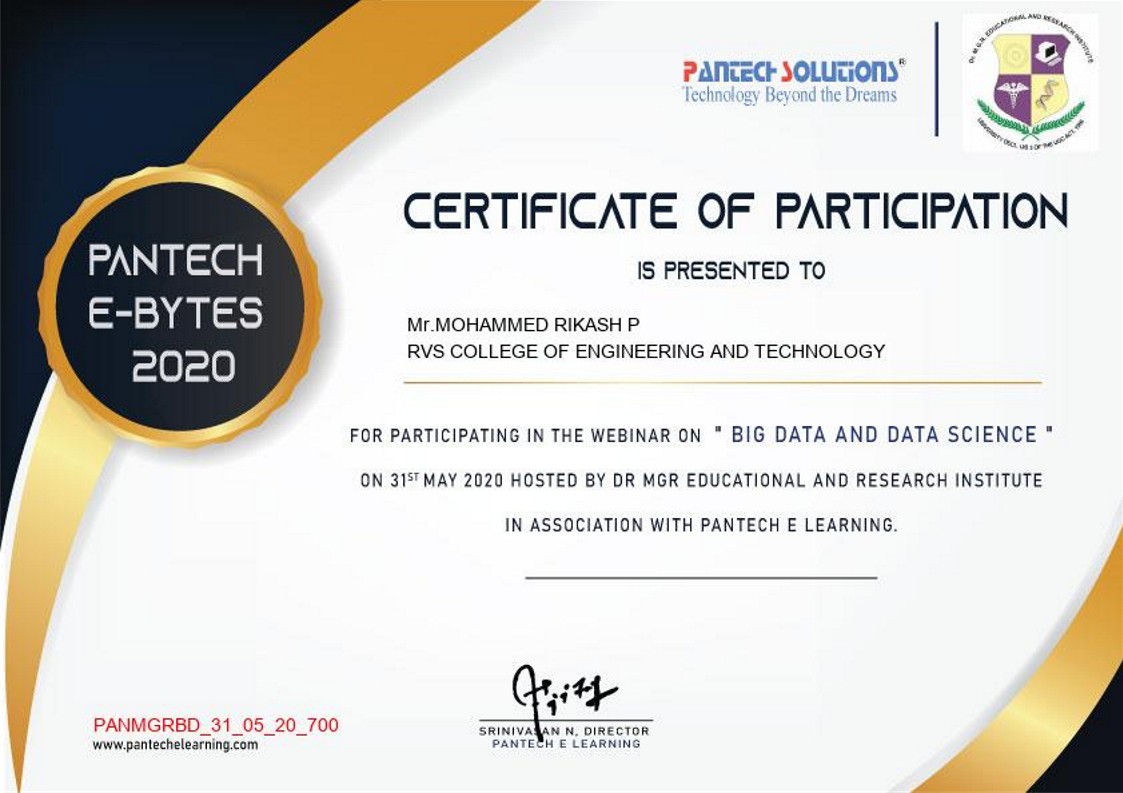 PANTECH SOLUTIONS®
Technology Beyond the Dreams
Dr. M.G.R. EDUCATIONAL AND RESEARCH INSTITUTE
UNIVERSITY DECL. U/S 3 OF THE UGC ACT, 1956
CERTIFICATE OF PARTICIPATION
IS PRESENTED TO
PANTECH
E-BYTES
2020
Mr.MOHAMMED RIKASH P
RVS COLLEGE OF ENGINEERING AND TECHNOLOGY
FOR PARTICIPATING IN THE WEBINAR ON " BIG DATA AND DATA SCIENCE "
ON 31ST MAY 2020 HOSTED BY DR MGR EDUCATIONAL AND RESEARCH INSTITUTE
IN ASSOCIATION WITH PANTECH E LEARNING.
SRINIVASAN N, DIRECTOR
PANTECH E LEARNING
PANMGRBD_31_05_20_700
www.pantechelearning.com